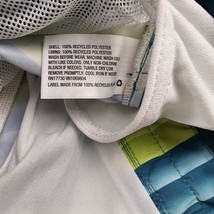 SHELL: 100% RECYCLED POLYESTER
LINING: 100% RECYCLED POLYESTER
WASH BEFORE WEAR, MACHINE WASH COLD
WITH LIKE COLORS, ONLY NON-CHLORINE
BLEACH IF NEEDED, TUMBLE DRY LOW
REMOVE PROMPTLY, COOL IRON IF NEEDED
RN17730
LABEL MADE FROM 100%